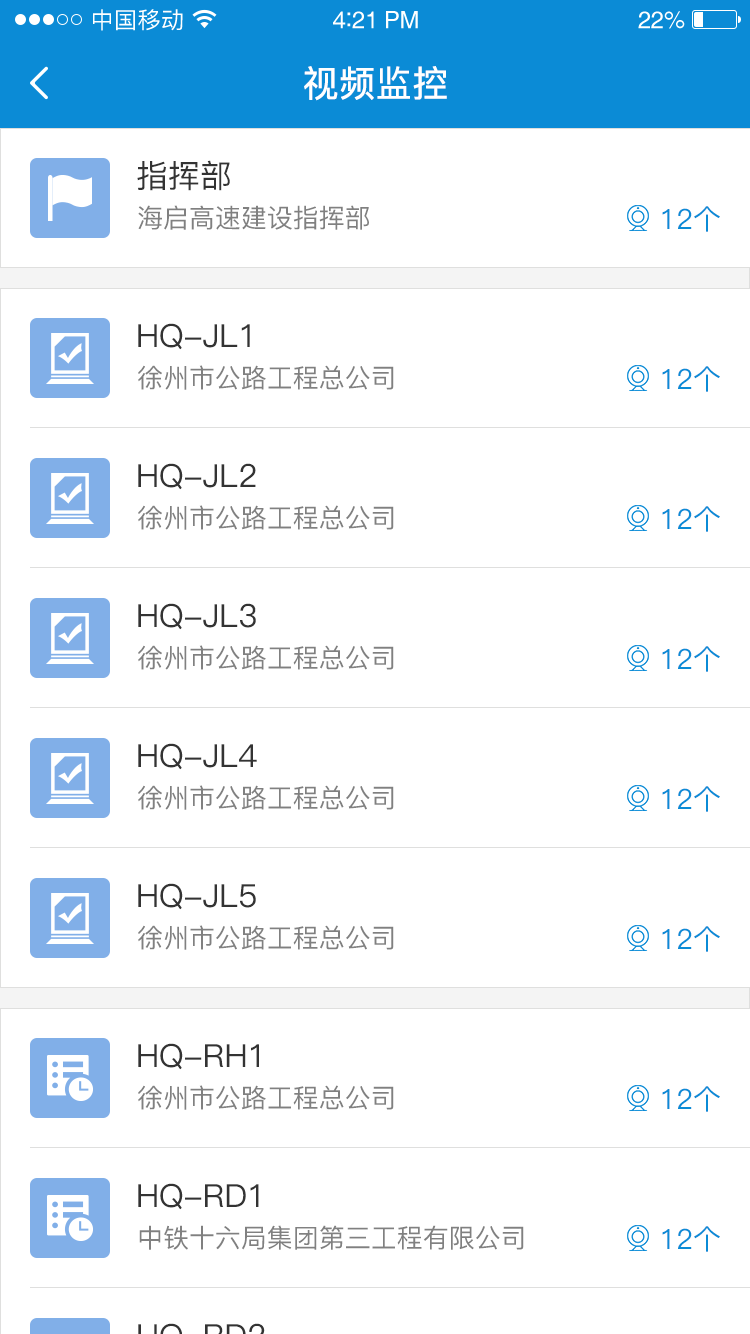 中国移动 4:21 PM 22%
视频监控
指挥部
海启高速建设指挥部 12个
HQ-JL1
徐州市公路工程总公司 12个
HQ-JL2
徐州市公路工程总公司 12个
HQ-JL3
徐州市公路工程总公司 12个
HQ-JL4
徐州市公路工程总公司 12个
HQ-JL5
徐州市公路工程总公司 12个
HQ-RH1
徐州市公路工程总公司 12个
HQ-RD1
中铁十六局集团第三工程有限公司 12个
HQ-RD2